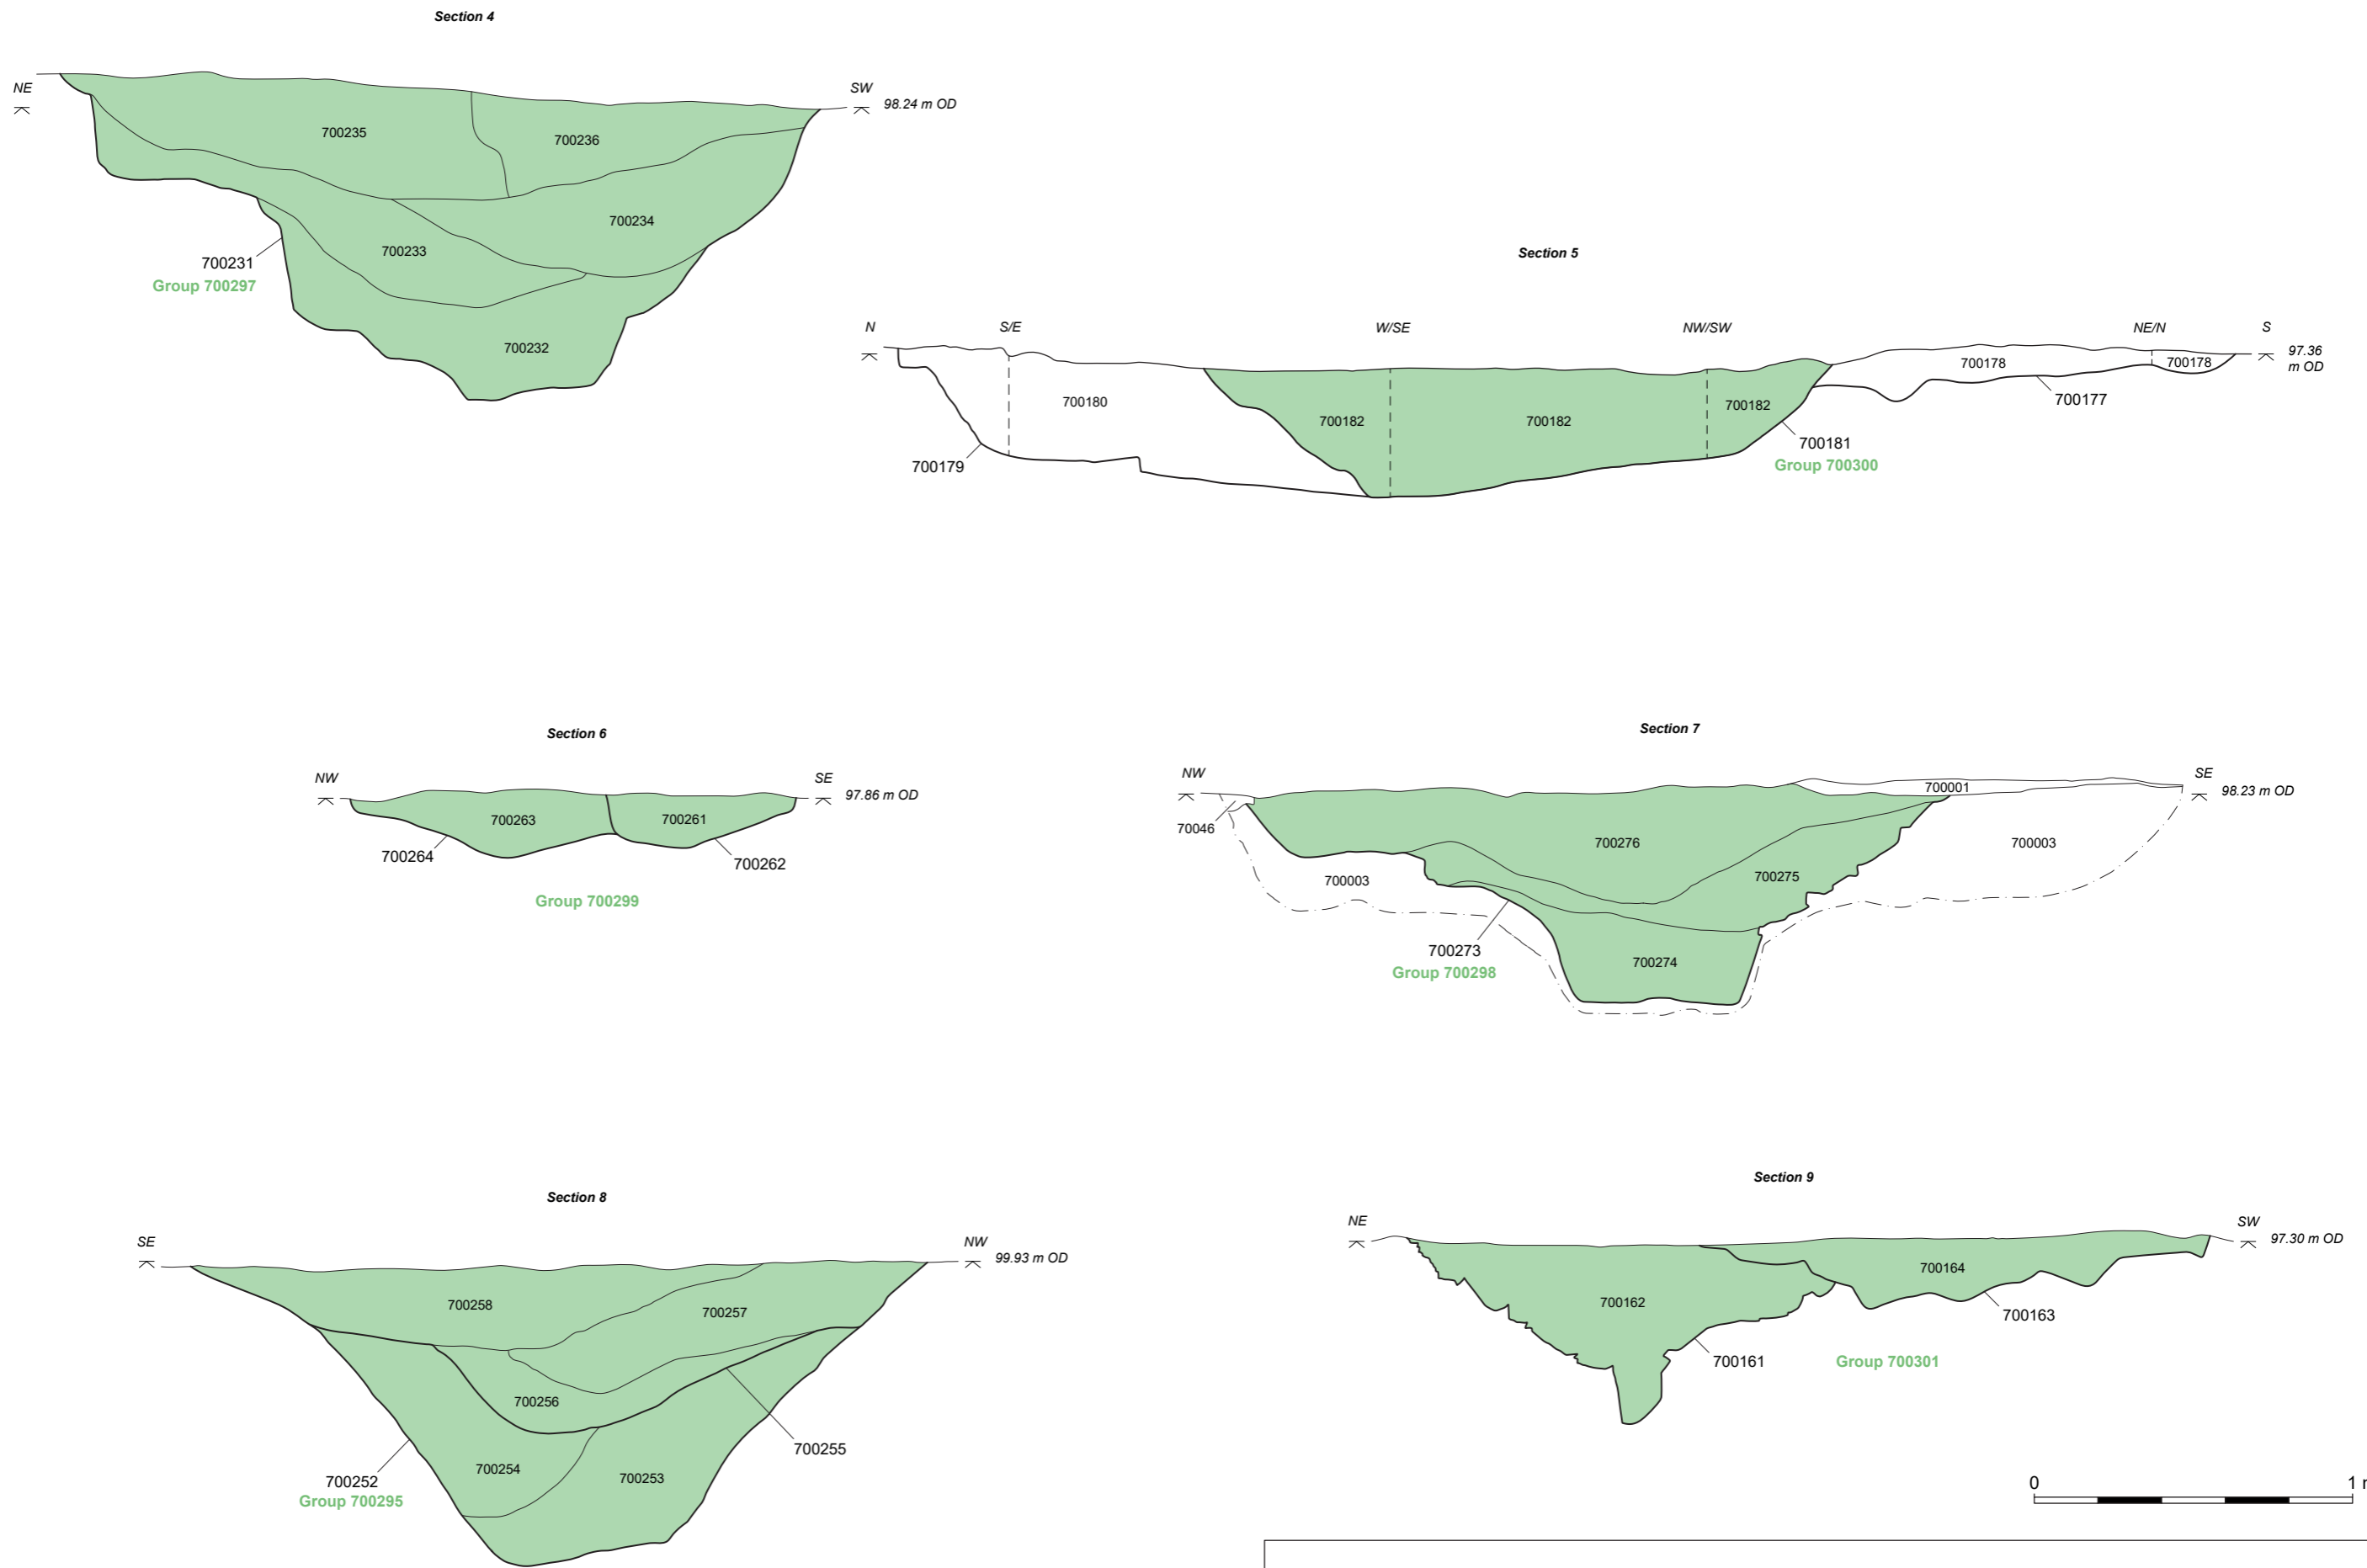 Section 4
NE
SW
98.24 m OD
700235
700236
700234
700233
700231
Group 700297
700232
Section 5
N
S/E
W/SE
NW/SW
NE/N
S
97.36
m OD
700178
700178
700180
700182
700182
700182
700177
700179
700181
Group 700300
Section 6
NW
SE
97.86 m OD
700263
700261
700264
700262
Group 700299
Section 7
NW
SE
98.23 m OD
700001
70046
700276
700003
700003
700275
700273
Group 700298
700274
Section 8
SE
NW
99.93 m OD
700258
700257
700256
700255
700254
700253
700252
Group 700295
Section 9
NE
SW
97.30 m OD
700164
700162
700163
700161
Group 700301
0
1